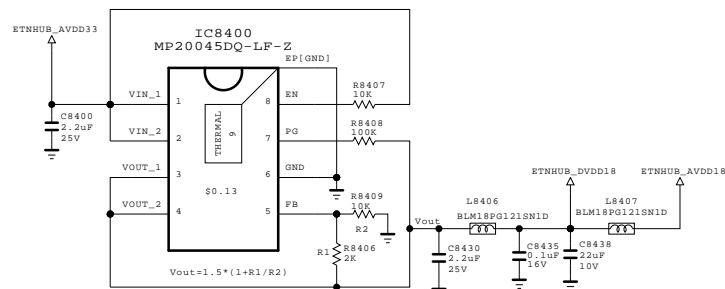 ETNHUB_AVDD33
IC8400
MP20045DQ-LF-Z
EP[GND]
VIN_1
1
8
EN
R8407
10K
C8400
2.2uF
25V
THERMAL
9
R8408
100K
VIN_2
2
7
PG
VOUT_1
3
6
GND
$0.13
R8409
10K
VOUT_2
4
5
FB
R2
R1
R8406
2K
Vout=1.5*(1+R1/R2)
Vout
ETNHUB_DVDD18
ETNHUB_AVDD18
L8406
BLM18PG121SN1D
L8407
BLM18PG121SN1D
C8430
2.2uF
25V
C8435
0.1uF
16V
C8438
22uF
10V